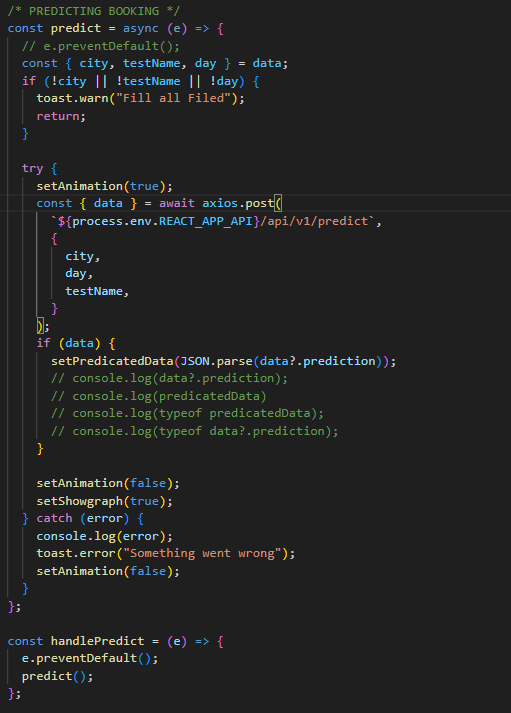 /* PREDICTING BOOKING */
const predict = async (e) => {
// e.preventDefault();
const { city, testName, day } = data;
if (!city || !testName || !day) {
toast.warn("Fill all Filed");
return;
}
try {
setAnimation(true);
const { data } = await axios.post(
`${process.env.REACT_APP_API}/api/v1/predict`,
{
city,
day,
testName,
}
);
if (data) {
setPredicatedData(JSON.parse(data?.prediction));
// console.log(data?.prediction);
// console.log(predicatedData)
// console.log(typeof predicatedData);
// console.log(typeof data?.prediction);
}
setAnimation(false);
setShowgraph(true);
} catch (error) {
console.log(error);
toast.error("Something went wrong");
setAnimation(false);
}
};
const handlePredict = (e) => {
e.preventDefault();
predict();
};